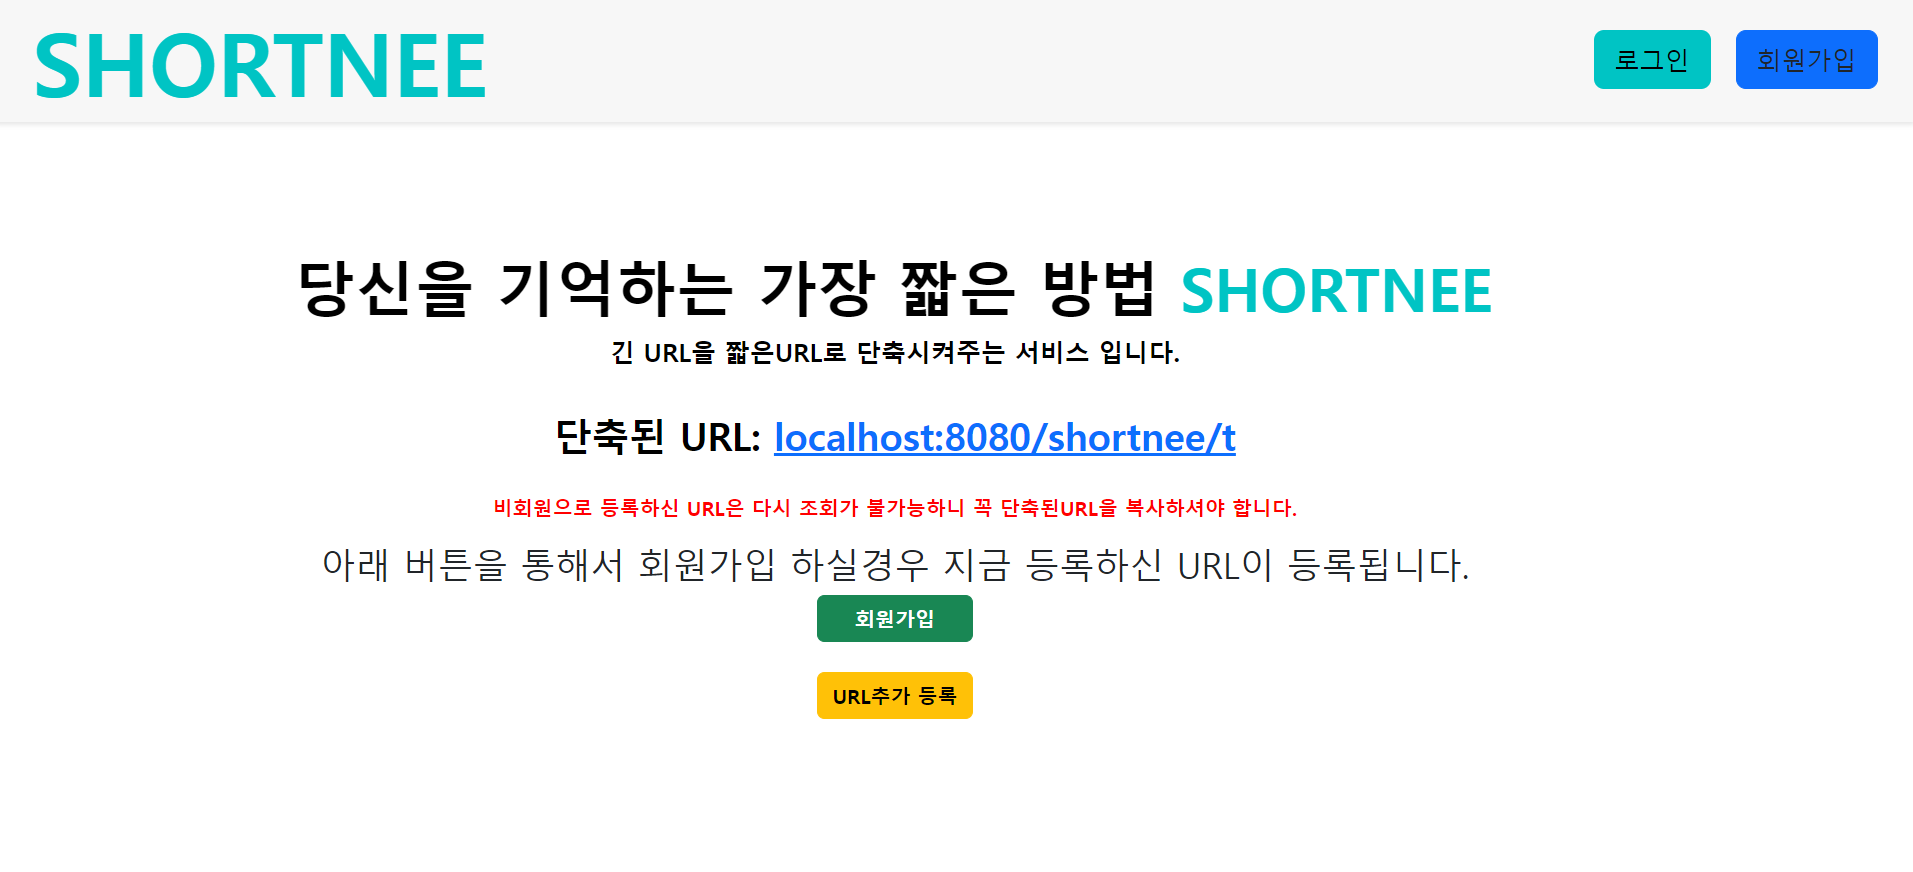 SHORTNEE
로그인
회원가입
당신을 기억하는 가장 짧은 방법 SHORTNEE
긴 URL을 짧은URL로 단축시켜주는 서비스 입니다.
단축된 URL: localhost:8080/shortnee/t
비회원으로 등록하신 URL은 다시 조회가 불가능하니 꼭 단축된URL을 복사하셔야 합니다.
아래 버튼을 통해서 회원가입 하실경우 지금 등록하신 URL이 등록됩니다.
회원가입
URL추가 등록